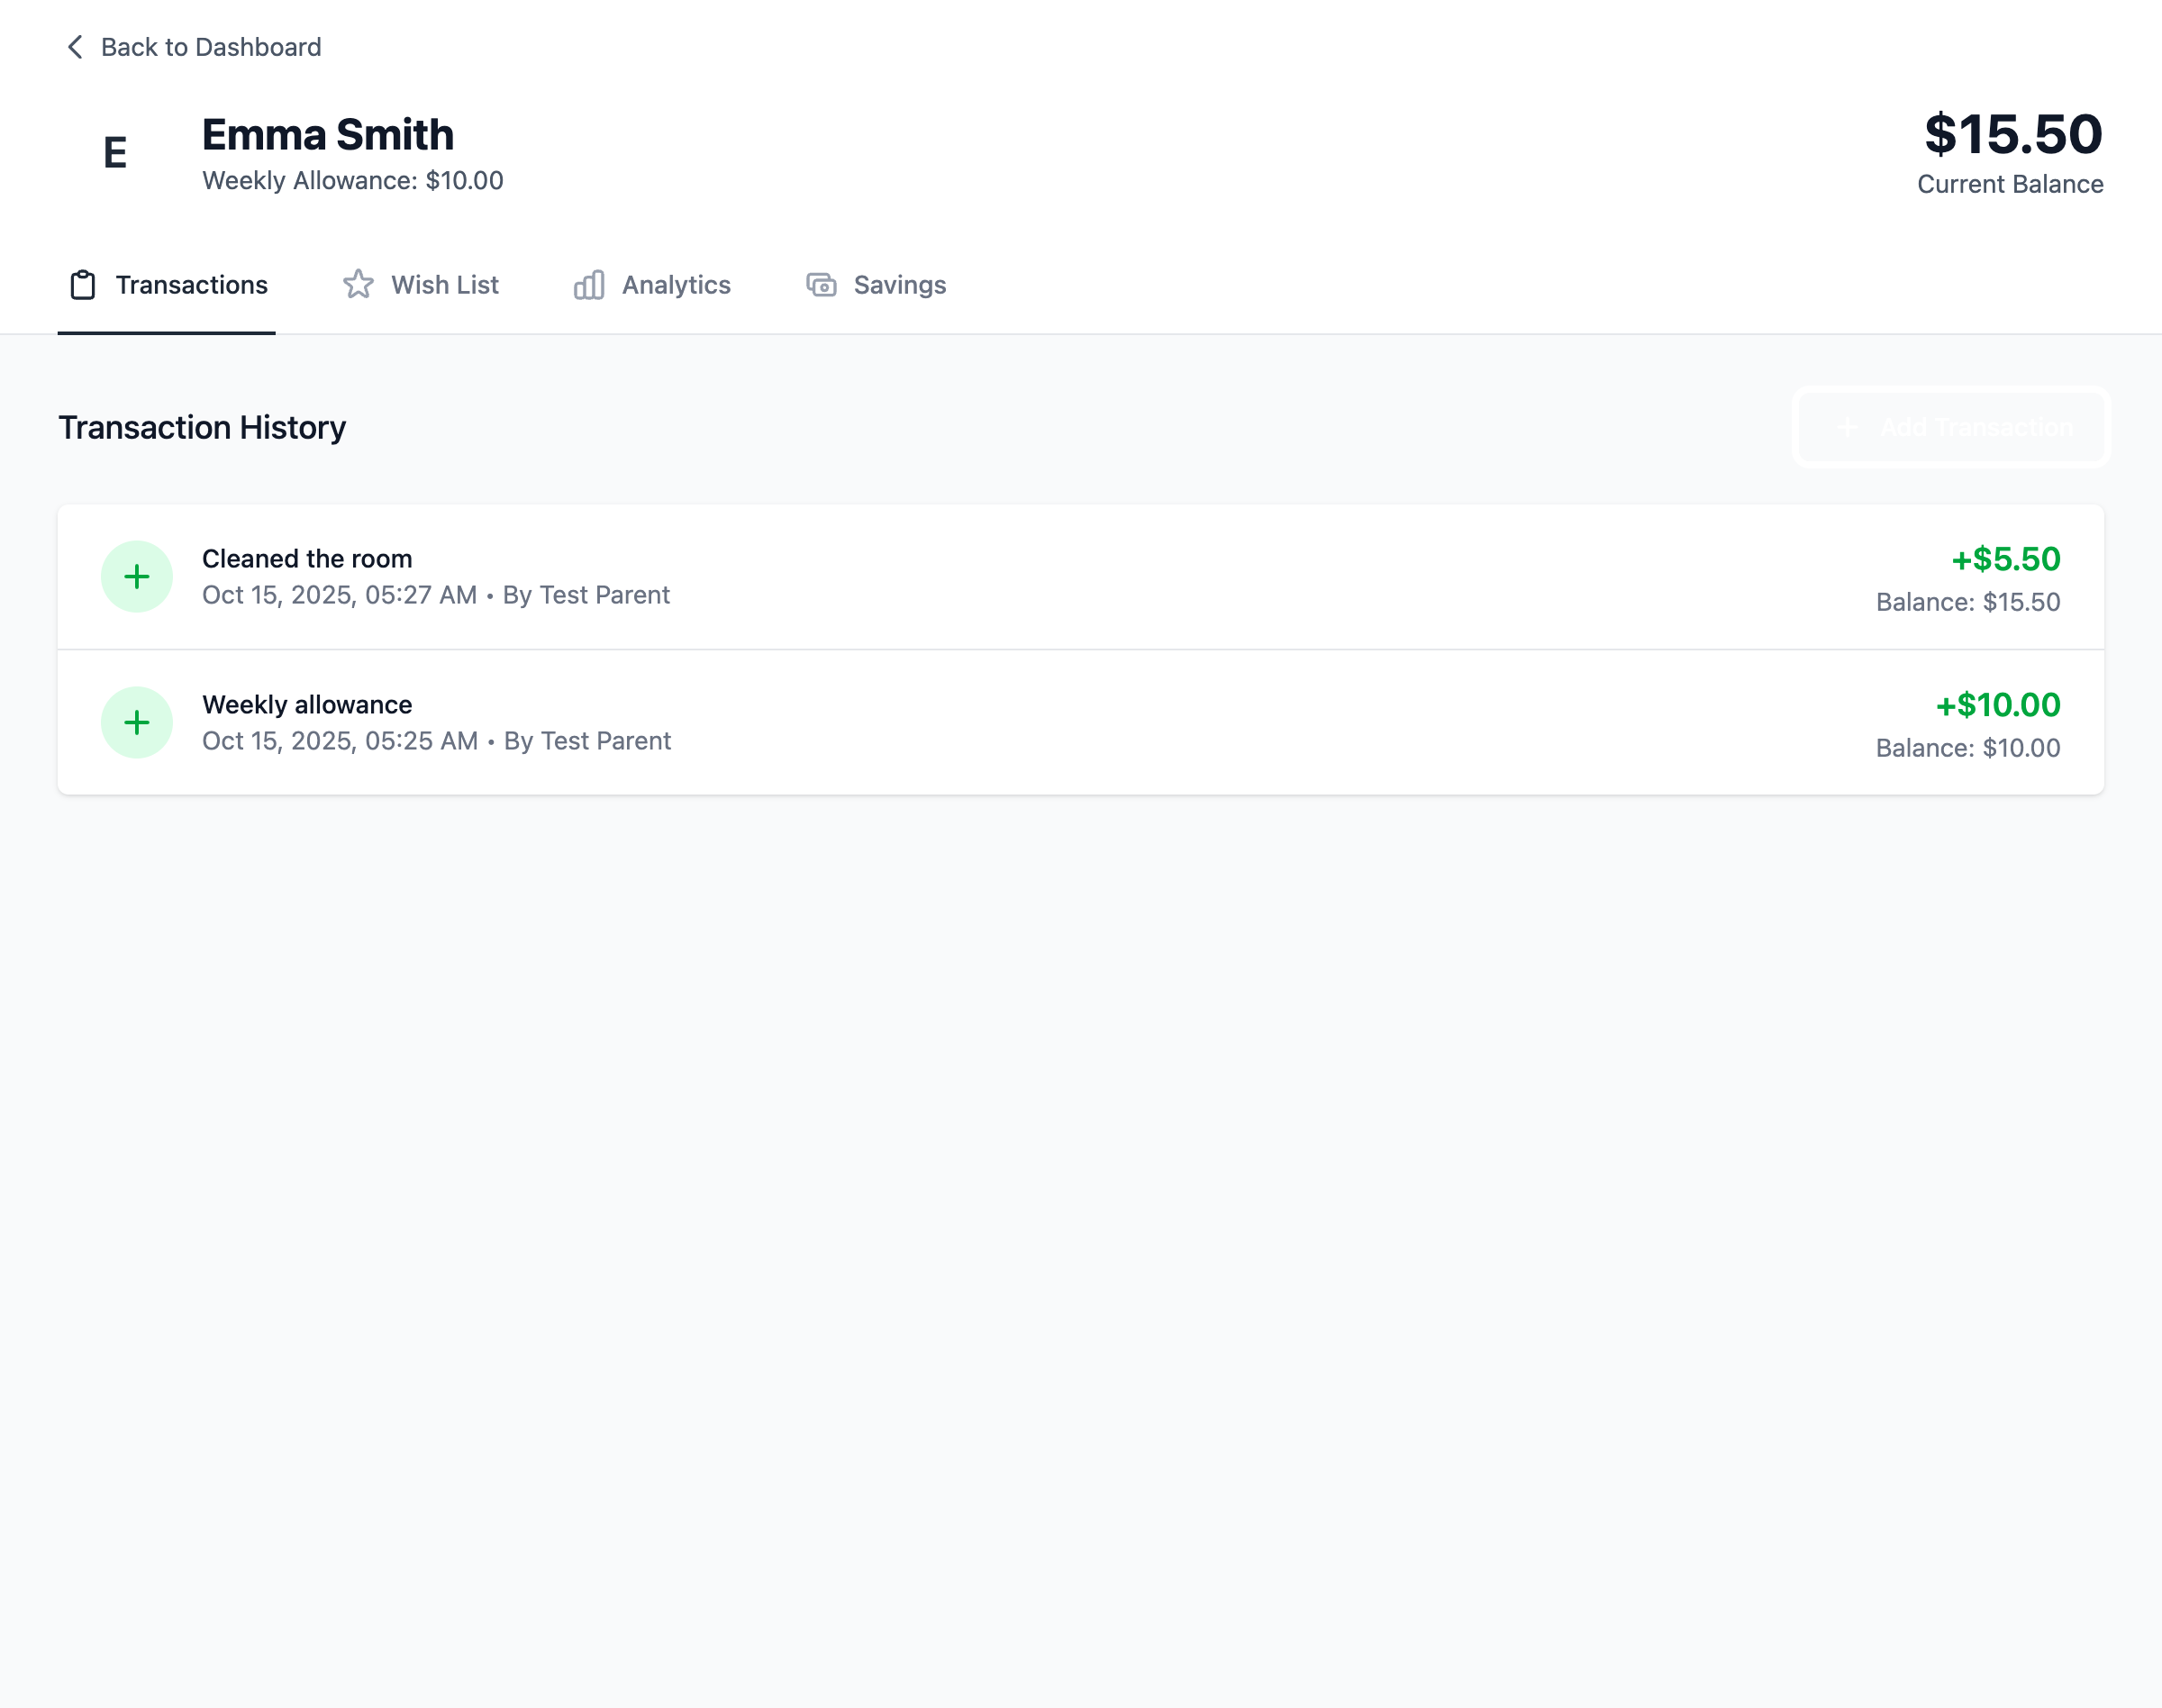 Back to Dashboard
E
Emma Smith
Weekly Allowance: $10.00
$15.50
Current Balance
Transactions
Wish List
Analytics
Savings
Transaction History
+ Add Transaction
Cleaned the room
Oct 15, 2025, 05:27 AM • By Test Parent
+$5.50
Balance: $15.50
Weekly allowance
Oct 15, 2025, 05:25 AM • By Test Parent
+$10.00
Balance: $10.00